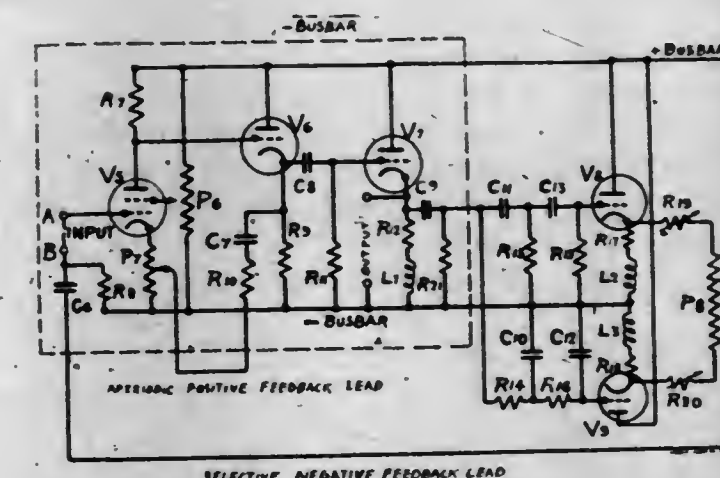 — BUSBAR
+ BUSBAR
R7
V6
V7
V8
C8
C9
C11
C13
R19
V5
P6
A
INPUT
B
P7
C7
R9
R12
R17
R10
R11
OUTPUT
L1
R21
R13
R15
L2
P8
C6
R8
— BUSBAR
L3
C10
C12
R18
APERIODIC POSITIVE FEEDBACK LEAD
R14
R16
R20
V9
SELECTIVE NEGATIVE FEEDBACK LEAD